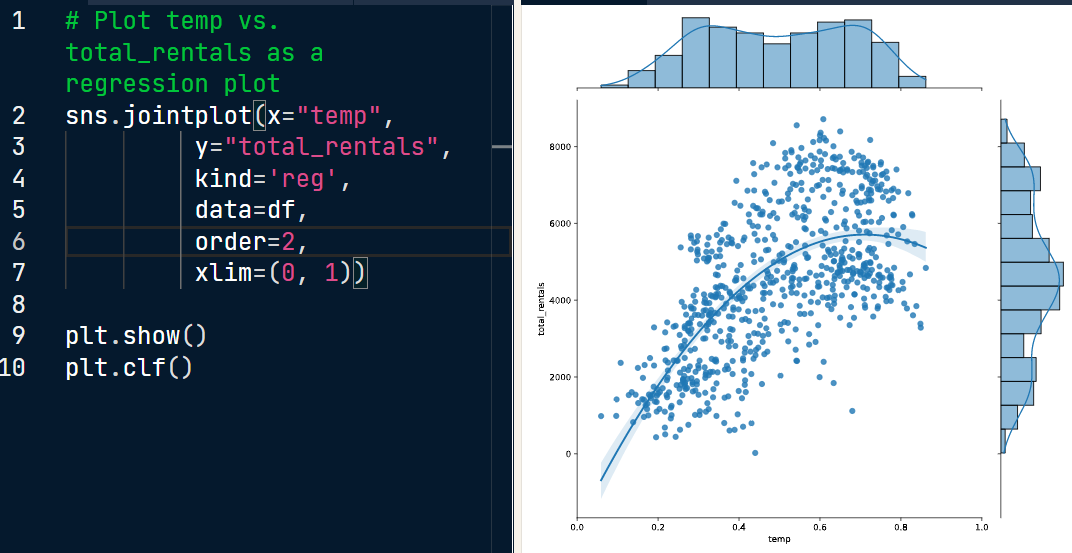 1 # Plot temp vs.
total_rentals as a
regression plot
2 sns.jointplot(x="temp",
3 y="total_rentals",
4 kind='reg',
5 data=df,
6 order=2,
7 xlim=(0, 1))
8
9 plt.show()
10 plt.clf()
8000
6000
4000
2000
0
total_rentals
0.0 0.2 0.4 0.6 0.8 1.0
temp